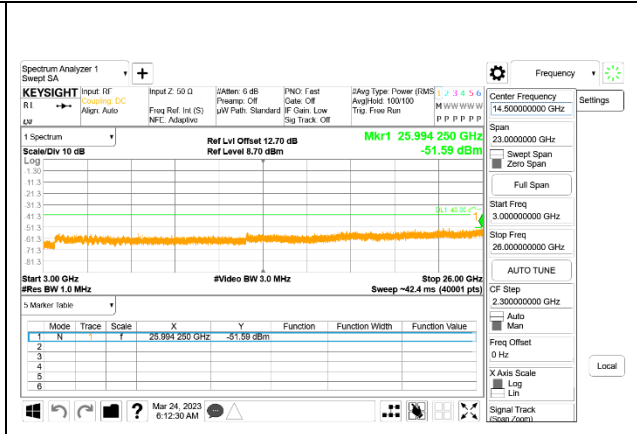 Spectrum Analyzer 1
Swept SA
+
Frequency
KEYSIGHT
Input: RF
Coupling: DC
Align: Auto
Input Z: 50 Ω
Freq Ref: Int (S)
NFE: Adaptive
#Atten: 6 dB
Preamp: Off
µW Path: Standard
PNO: Fast
Gate: Off
IF Gain: Low
Sig Track: Off
#Avg Type: Power (RMS
Avg|Hold: 100/100
Trig: Free Run
1 2 3 4 5 6
M W W W W W
P P P P P P
Center Frequency
14.500000000 GHz
Settings
Span
23.0000000 GHz
Swept Span
Zero Span
Full Span
Start Freq
3.000000000 GHz
Stop Freq
26.000000000 GHz
AUTO TUNE
CF Step
2.300000000 GHz
Auto
Man
Freq Offset
0 Hz
X Axis Scale
Log
Lin
Signal Track
(Span Zoom)
Local
1 Spectrum
Scale/Div 10 dB
Ref Lvl Offset 12.70 dB
Ref Level 8.70 dBm
Mkr1 25.994 250 GHz
-51.59 dBm
Log
-1.30
-11.3
-21.3
-31.3
-41.3
-51.3
-61.3
-71.3
-81.3
1
Start 3.00 GHz
#Res BW 1.0 MHz
#Video BW 3.0 MHz
Stop 26.00 GHz
Sweep ~42.4 ms (40001 pts)
5 Marker Table
Mode Trace Scale X Y Function Function Width Function Value
1 N 1 f 25.994 250 GHz -51.59 dBm
2
3
4
5
6
Mar 24, 2023
6:12:30 AM